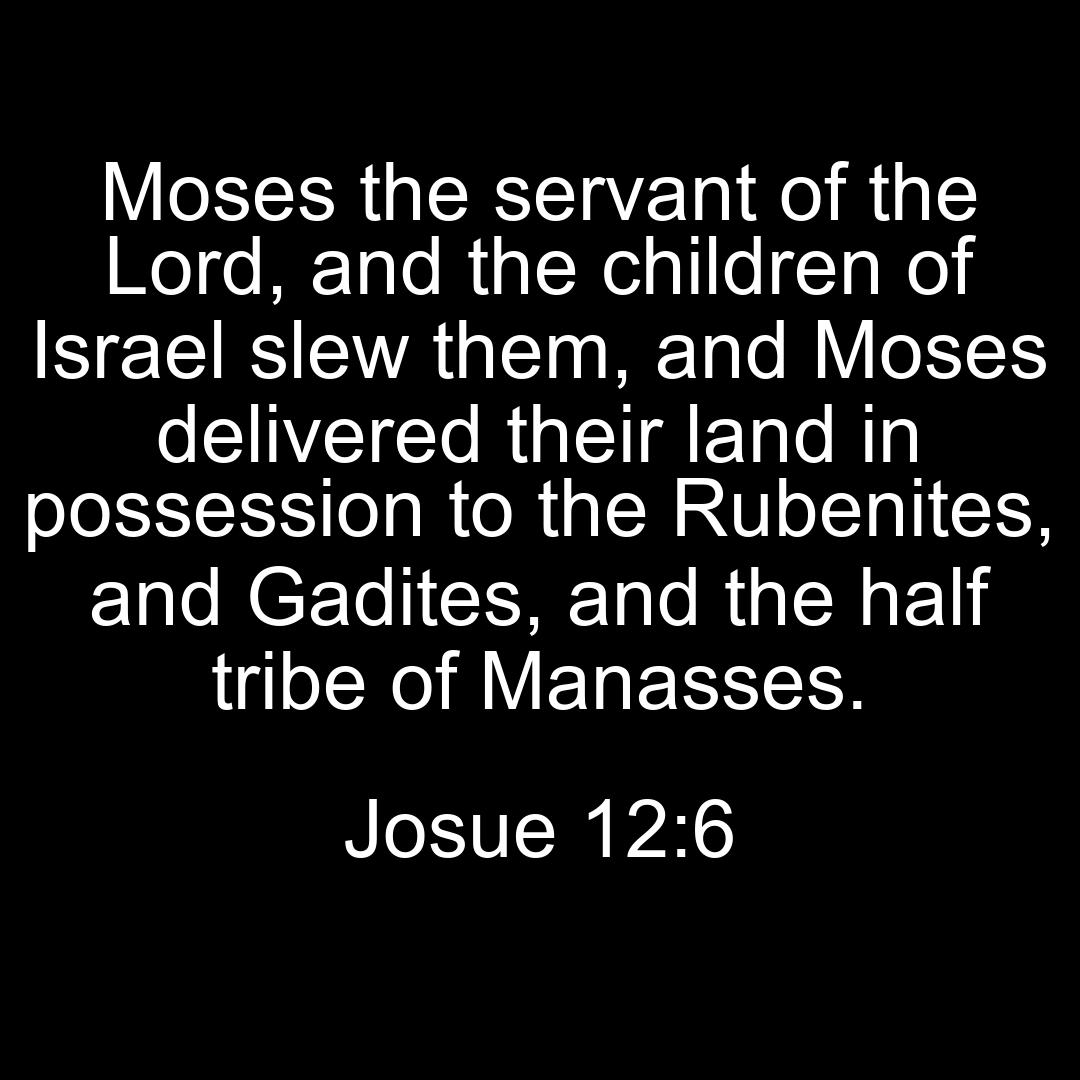 Moses the servant of the
Lord, and the children of
Israel slew them, and Moses
delivered their land in
possession to the Rubenites,
and Gadites, and the half
tribe of Manasses.
Josue 12:6